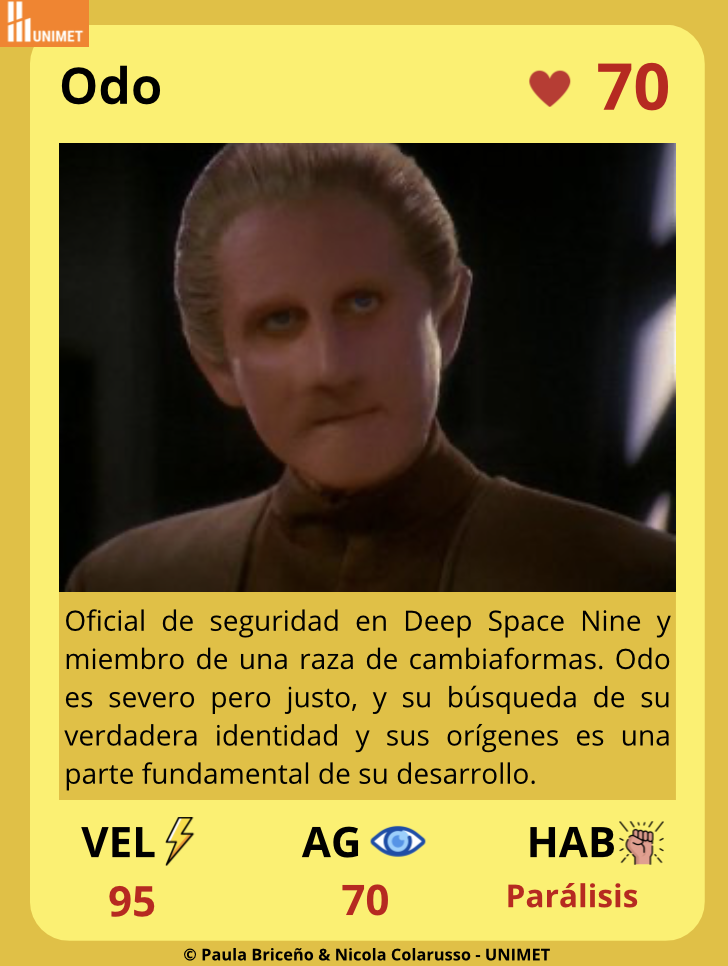 UNIMET
Odo
70
Oficial de seguridad en Deep Space Nine y
miembro de una raza de cambiaformas. Odo
es severo pero justo, y su búsqueda de su
verdadera identidad y sus orígenes es una
parte fundamental de su desarrollo.
VEL AG HAB
95 70 Parálisis
© Paula Briceño & Nicola Colarusso - UNIMET